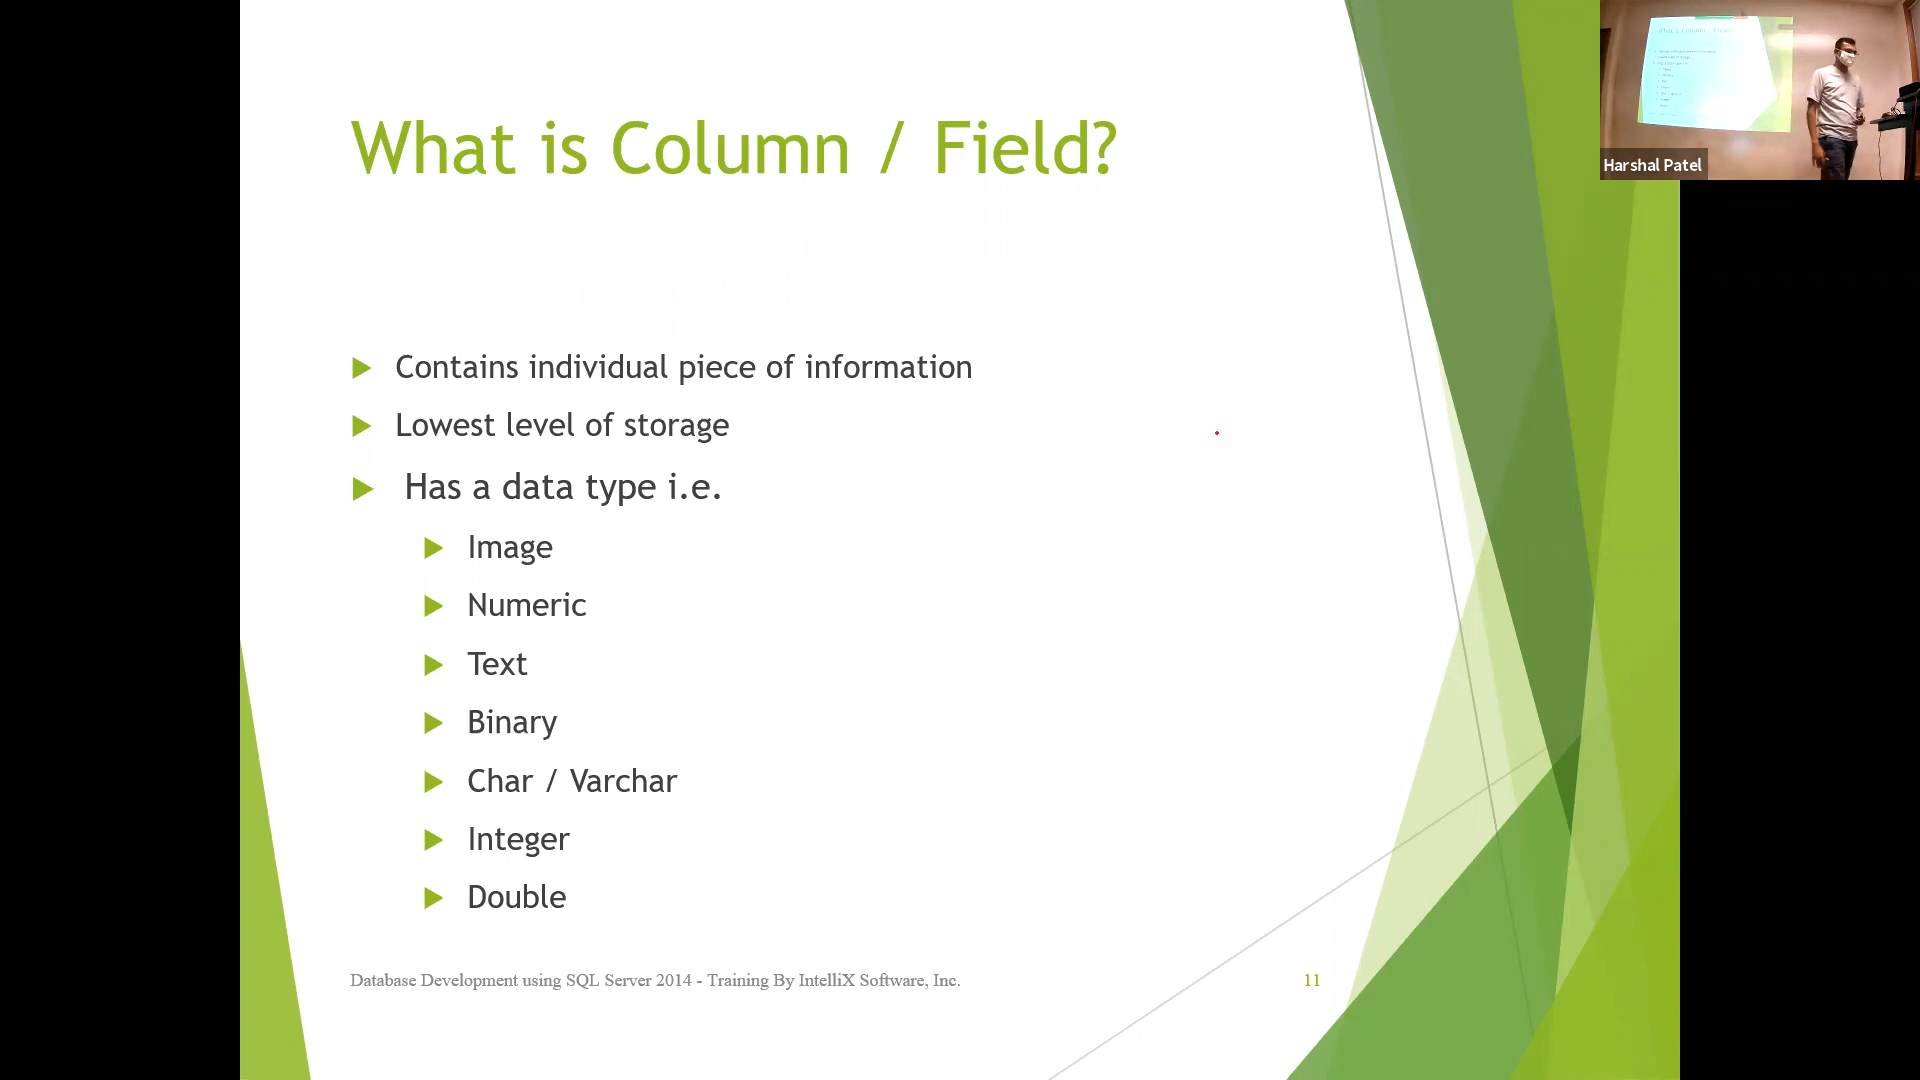 What is Column / Field?
Contains individual piece of information
Lowest level of storage
Has a data type i.e.
Image
Numeric
Text
Binary
Char / Varchar
Integer
Double
Database Development using SQL Server 2014 - Training By IntelliX Software, Inc.
11
Harshal Patel